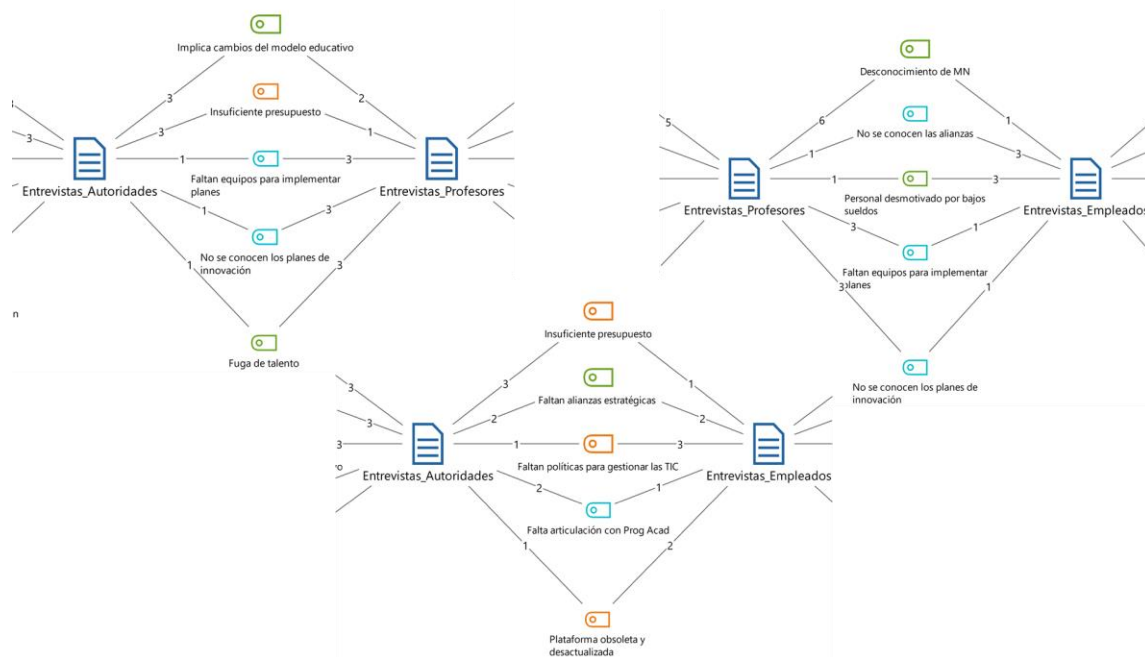 Implica cambios del modelo educativo
3
2
3
Insuficiente presupuesto
3
3
1
1
3
Entrevistas_Autoridades
Faltan equipos para implementar
planes
Entrevistas_Profesores
1
3
No se conocen los planes de
innovación
1
3
n
Fuga de talento
Desconocimiento de MN
5
6
1
No se conocen las alianzas
1
3
1
3
Entrevistas_Profesores
Personal desmotivado por bajos
sueldos
Entrevistas_Empleados
3
1
Faltan equipos para implementar
planes
3
1
No se conocen los planes de
innovación
Insuficiente presupuesto
3
3
1
3
Faltan alianzas estratégicas
2
2
3
1
3
Entrevistas_Autoridades
Faltan políticas para gestionar las TIC
Entrevistas_Empleados
2
1
Falta articulación con Prog Acad
1
2
Plataforma obsoleta y
desactualizada